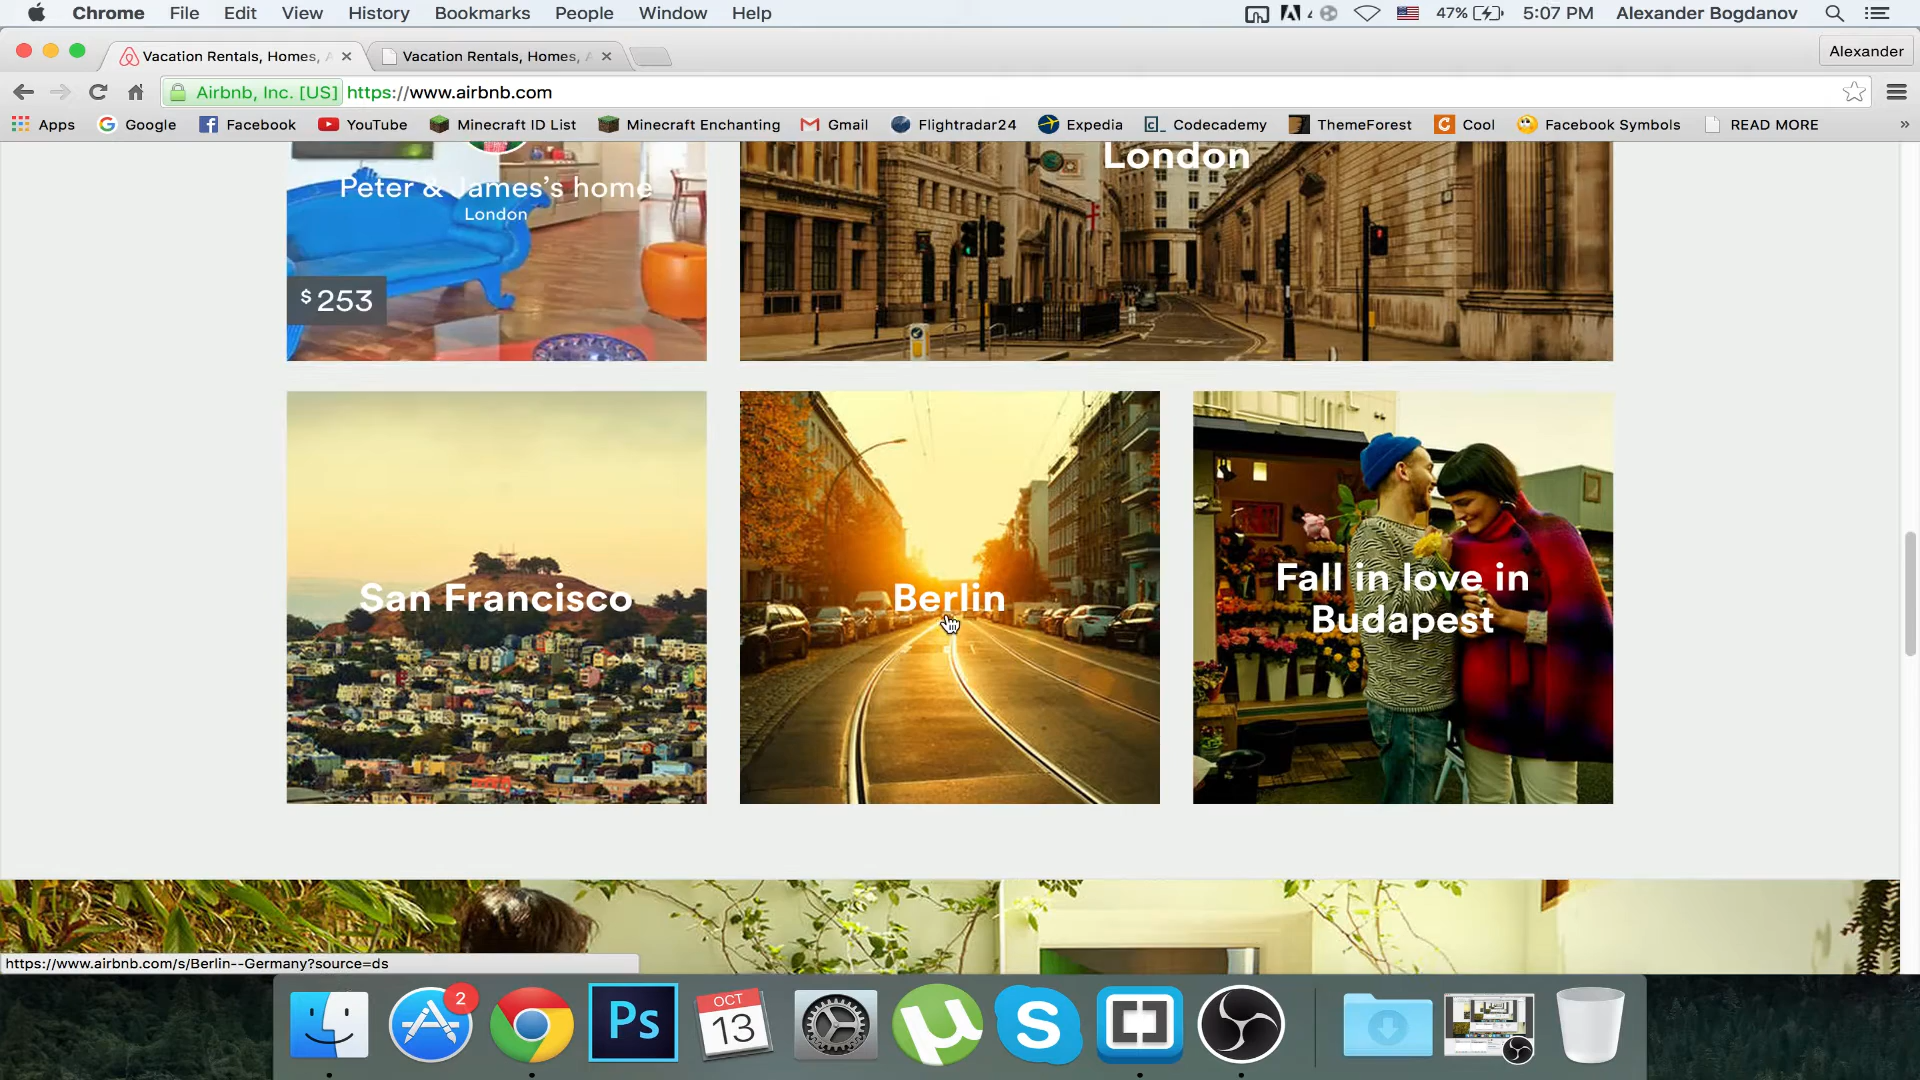 Chrome File Edit View History Bookmarks People Window Help 47% 5:07 PM Alexander Bogdanov
Vacation Rentals, Homes, Vacation Rentals, Homes, Alexander
Airbnb, Inc. [US] https://www.airbnb.com
Apps Google Facebook YouTube Minecraft ID List Minecraft Enchanting Gmail Flightradar24 Expedia Codecademy ThemeForest Cool Facebook Symbols READ MORE »
London
Peter & James's home
London
$253
San Francisco
Berlin
Fall in love in
Budapest
https://www.airbnb.com/s/Berlin--Germany?source=ds
2
Ps
OCT
13